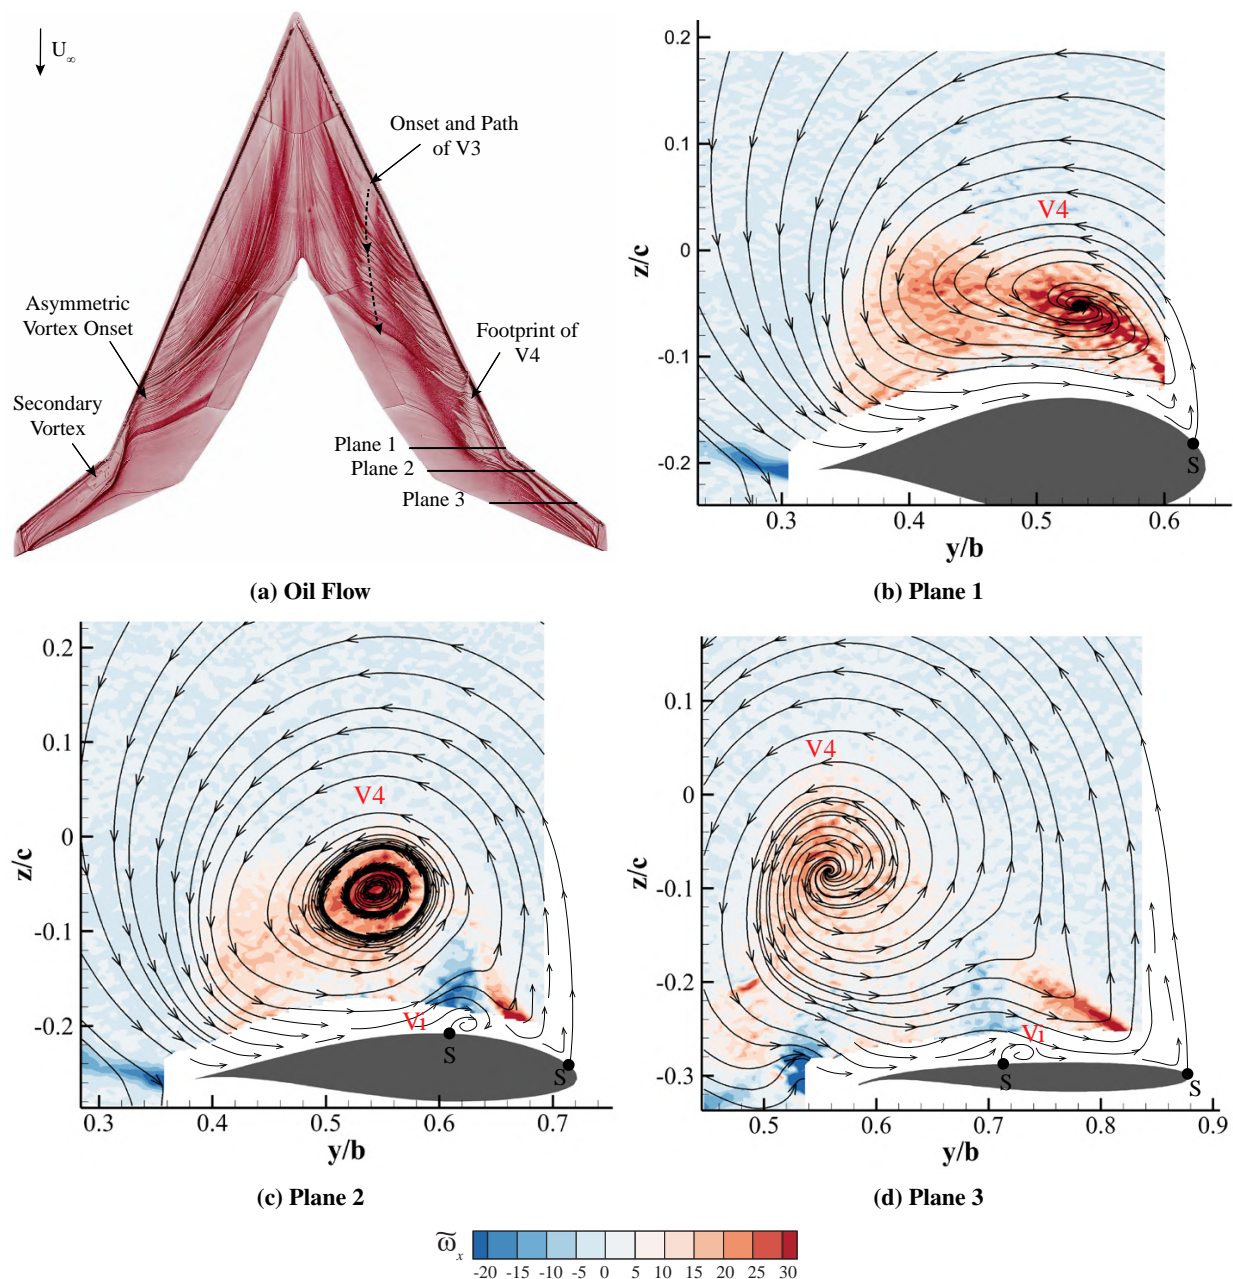 U∞
Onset and Path
of V3
Asymmetric
Vortex Onset
Footprint of
V4
Secondary
Vortex
Plane 1
Plane 2
Plane 3
(a) Oil Flow
0.2
0.1
0
-0.1
-0.2
z/c
V4
S
0.3 0.4 0.5 0.6
y/b
(b) Plane 1
0.2
0.1
0
-0.1
-0.2
z/c
V4
Vi
S
S
0.3 0.4 0.5 0.6 0.7
y/b
(c) Plane 2
0.1
0
-0.1
-0.2
-0.3
z/c
V4
Vi
S
S
0.5 0.6 0.7 0.8 0.9
y/b
(d) Plane 3
ω̃x
-20 -15 -10 -5 0 5 10 15 20 25 30